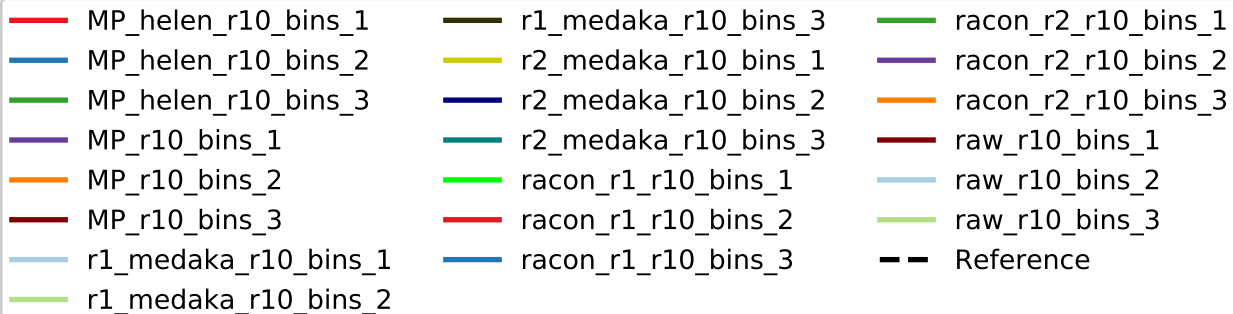 MP_helen_r10_bins_1
MP_helen_r10_bins_2
MP_helen_r10_bins_3
MP_r10_bins_1
MP_r10_bins_2
MP_r10_bins_3
r1_medaka_r10_bins_1
r1_medaka_r10_bins_2
r1_medaka_r10_bins_3
r2_medaka_r10_bins_1
r2_medaka_r10_bins_2
r2_medaka_r10_bins_3
racon_r1_r10_bins_1
racon_r1_r10_bins_2
racon_r1_r10_bins_3
racon_r2_r10_bins_1
racon_r2_r10_bins_2
racon_r2_r10_bins_3
raw_r10_bins_1
raw_r10_bins_2
raw_r10_bins_3
Reference